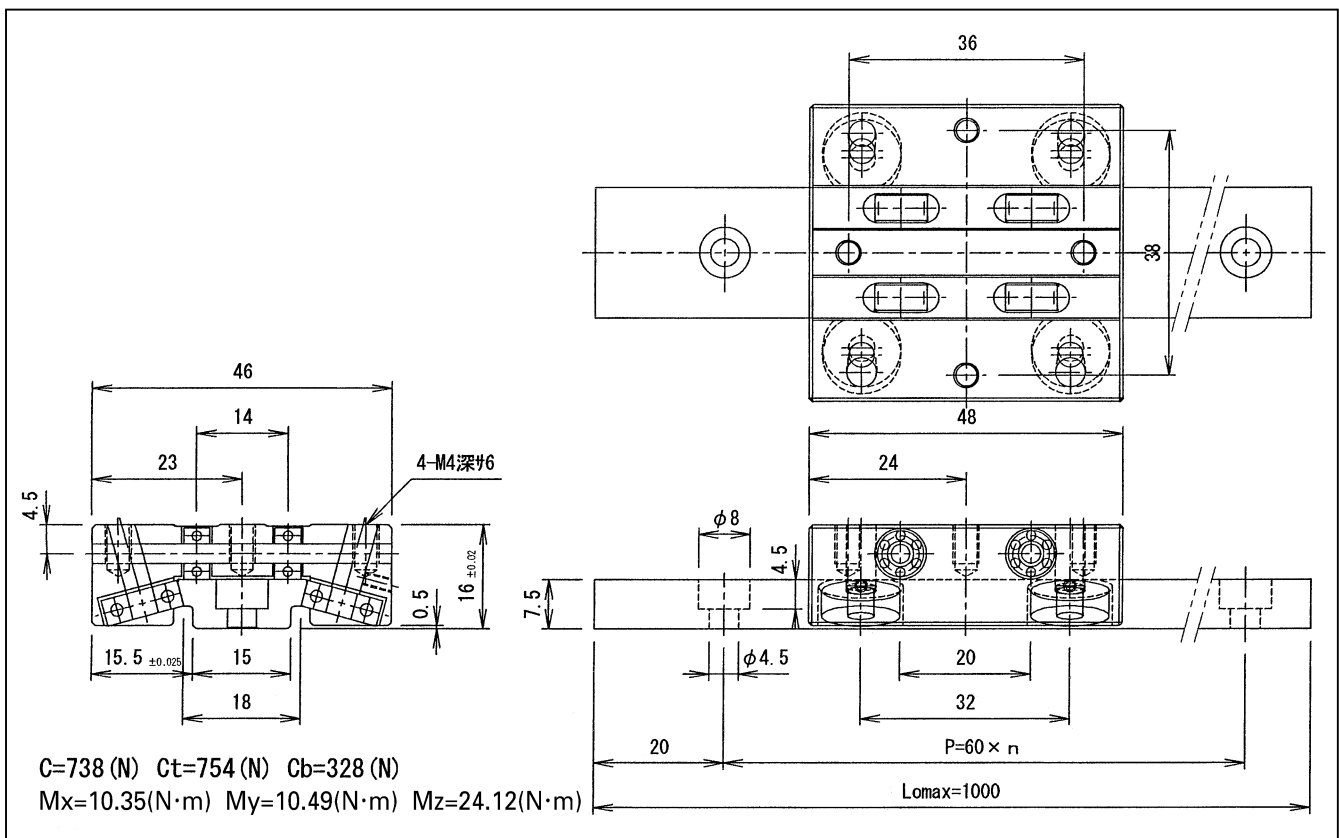 36
38
48
24
46
14
23
4-M4深サ6
4.5
16 ±0.02
0.5
15.5 ±0.025
15
18
φ8
4.5
7.5
φ4.5
20
32
20
P=60× n
Lomax=1000
C=738(N) Ct=754(N) Cb=328(N)
Mx=10.35(N·m) My=10.49(N·m) Mz=24.12(N·m)